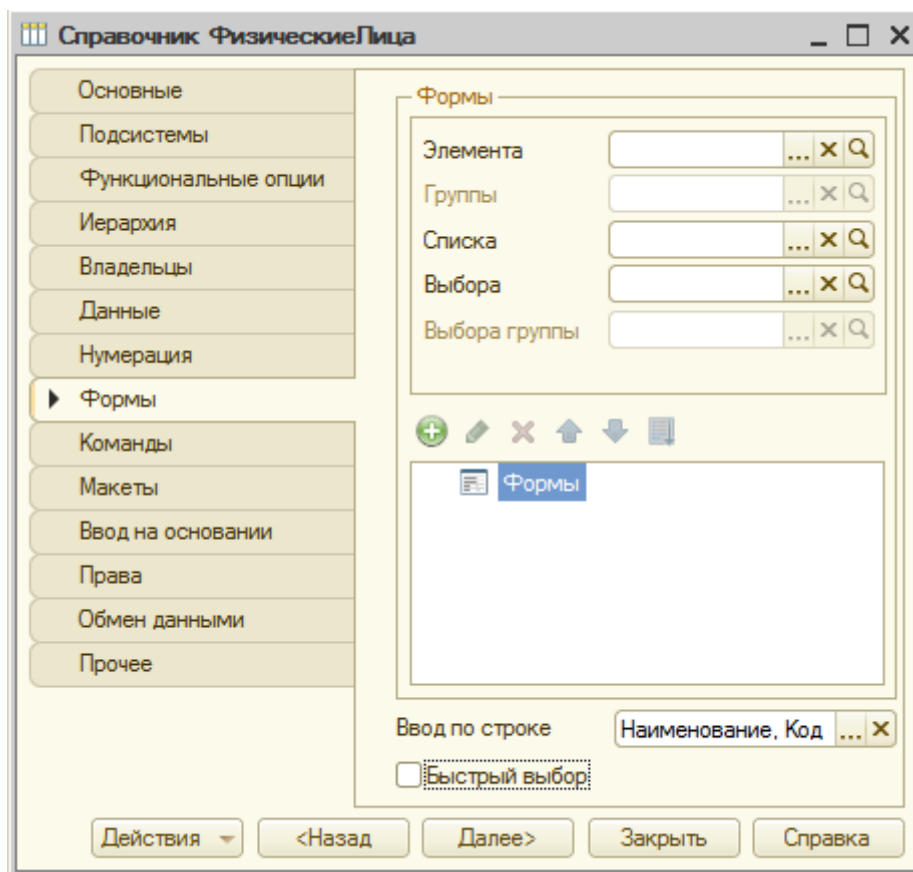 Справочник ФизическиеЛица
Основные
Подсистемы
Функциональные опции
Иерархия
Владельцы
Данные
Нумерация
Формы
Команды
Макеты
Ввод на основании
Права
Обмен данными
Прочее
Формы
Элемента
Группы
Списка
Выбора
Выбора группы
Формы
Ввод по строке Наименование, Код ...
Быстрый выбор
Действия <Назад Далее> Закрыть Справка